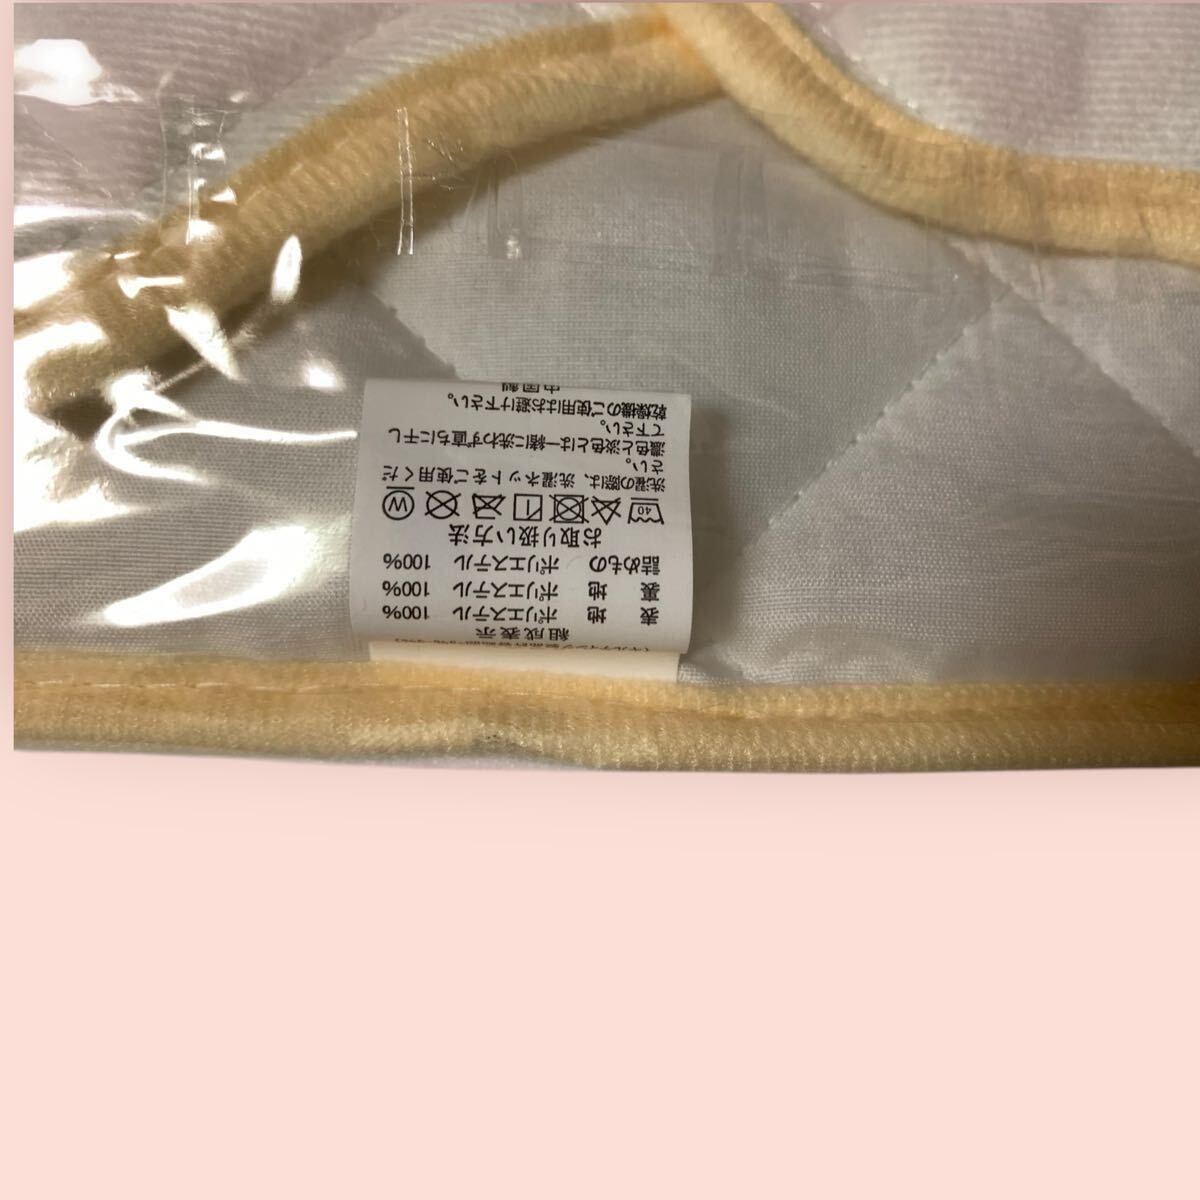 組成表示
表 地 ポリエステル 100%
裏 地 ポリエステル 100%
詰めもの ポリエステル 100%
お取り扱い方法
40 W
洗濯の際は、洗濯ネットをご使用くだ
さい。
濃色と淡色とは一緒に洗わず直ちに干し
て下さい。
乾燥機のご使用はお避け下さい。
中国製